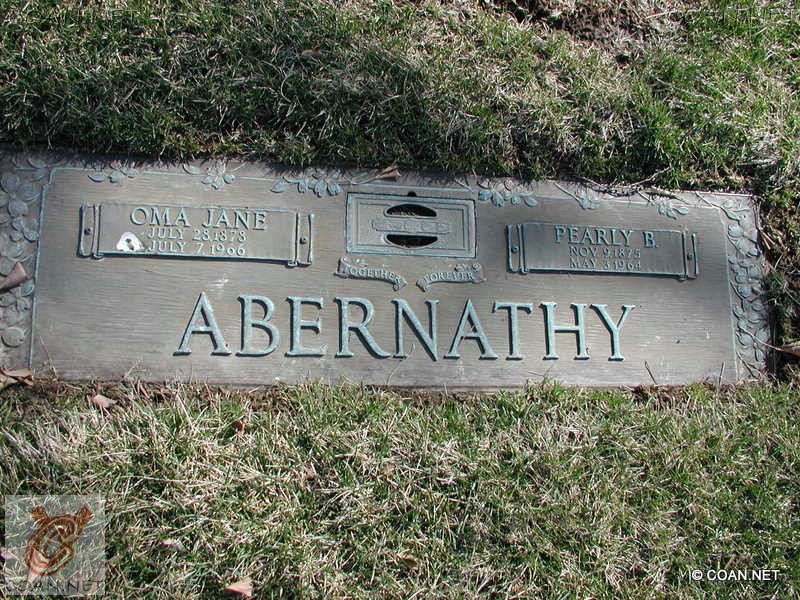 OMA JANE
JULY 28 1878
JULY 7, 1966
TOGETHER
FOREVER
PEARLY B.
NOV 9 1875
MAY 3 1964
ABERNATHY
COAN.NET
© COAN.NET